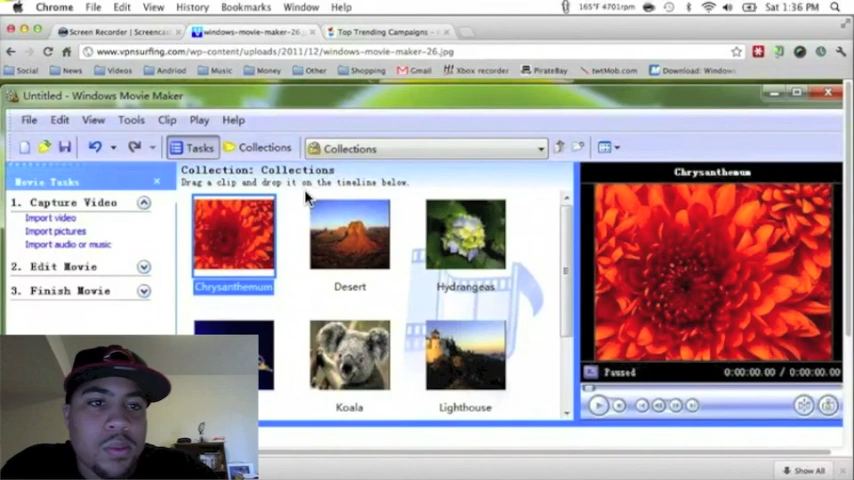 Chrome File Edit View History Bookmarks Window Help 165°F 4701rpm Sat 1:36 PM
Screen Recorder | Screencast windows-movie-maker-26. Top Trending Campaigns
www.vpnsurfing.com/wp-content/uploads/2011/12/windows-movie-maker-26.jpg
Social News Videos Andriod Music Money Other Shopping Gmail Xbox recorder PirateBay twtMob.com Download: Window
Untitled - Windows Movie Maker
File Edit View Tools Clip Play Help
Tasks Collections Collections
Movie Tasks
1. Capture Video
Import video
Import pictures
Import audio or music
2. Edit Movie
3. Finish Movie
Collection: Collections
Drag a clip and drop it on the timeline below.
Chrysanthemum Desert Hydrangeas
Koala Lighthouse
Chrysanthemum
Paused 0:00:00.00 / 0:00:00.00
Show All